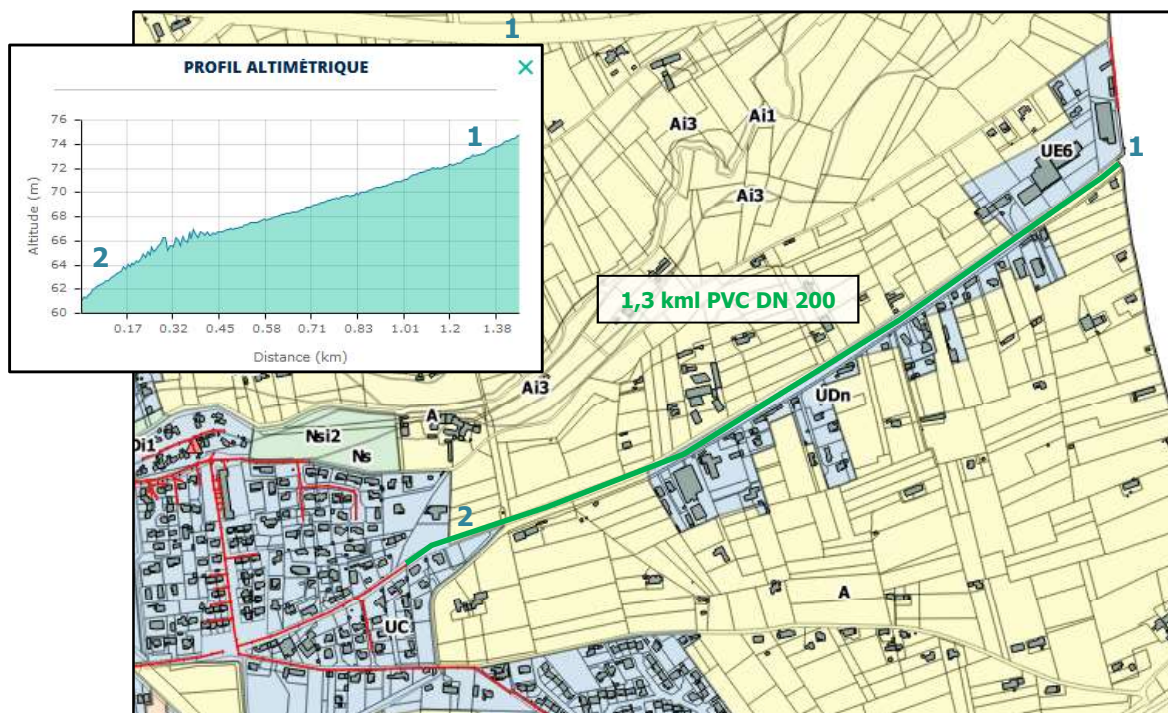 1
PROFIL ALTIMÉTRIQUE ×
76
74
72
70
68
66
64
62
60
Altitude (m)
1
2
0.17 0.32 0.45 0.58 0.71 0.83 1.01 1.2 1.38
Distance (km)
Ai3
Ai1
UE6
1
Ai3
1,3 kml PVC DN 200
Ai3
UDn
A
Di1
Nsi2
Ns
2
A
UC